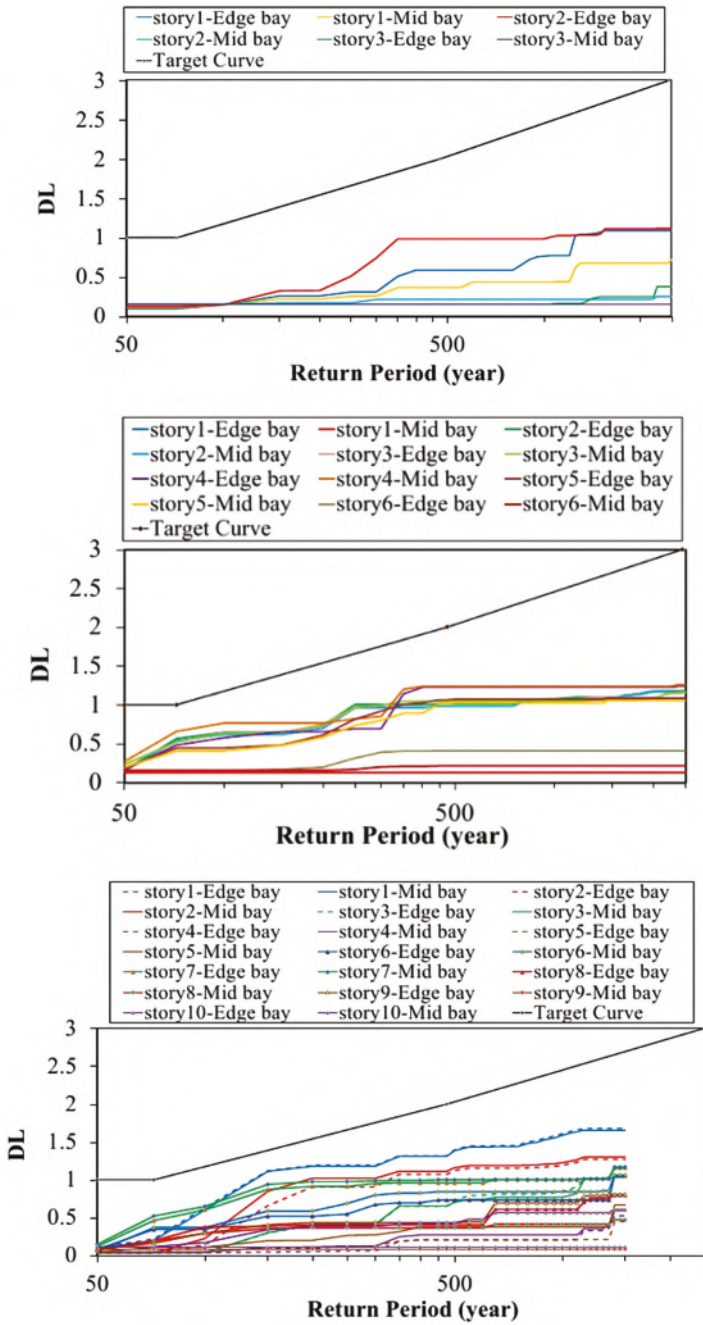 story1-Edge bay story1-Mid bay story2-Edge bay
story2-Mid bay story3-Edge bay story3-Mid bay
Target Curve
3
2.5
2
1.5
1
0.5
0
DL
50 500
Return Period (year)
story1-Edge bay story1-Mid bay story2-Edge bay
story2-Mid bay story3-Edge bay story3-Mid bay
story4-Edge bay story4-Mid bay story5-Edge bay
story5-Mid bay story6-Edge bay story6-Mid bay
Target Curve
3
2.5
2
1.5
1
0.5
0
DL
50 500
Return Period (year)
story1-Edge bay story1-Mid bay story2-Edge bay
story2-Mid bay story3-Edge bay story3-Mid bay
story4-Edge bay story4-Mid bay story5-Edge bay
story5-Mid bay story6-Edge bay story6-Mid bay
story7-Edge bay story7-Mid bay story8-Edge bay
story8-Mid bay story9-Edge bay story9-Mid bay
story10-Edge bay story10-Mid bay Target Curve
3
2.5
2
1.5
1
0.5
0
DL
50 500
Return Period (year)